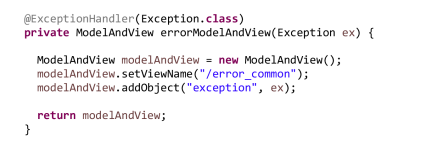 @ExceptionHandler(Exception.class)
private ModelAndView errorModelAndView(Exception ex) {
ModelAndView modelAndView = new ModelAndView();
modelAndView.setViewName("/error_common");
modelAndView.addObject("exception", ex);
return modelAndView;
}